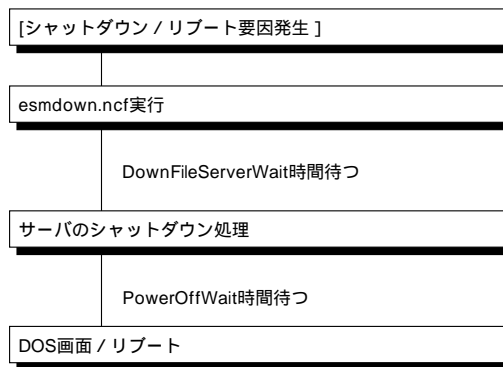 [シャットダウン / リブート要因発生 ]
esmdown.ncf実行
DownFileServerWait時間待つ
サーバのシャットダウン処理
PowerOffWait時間待つ
DOS画面 / リブート